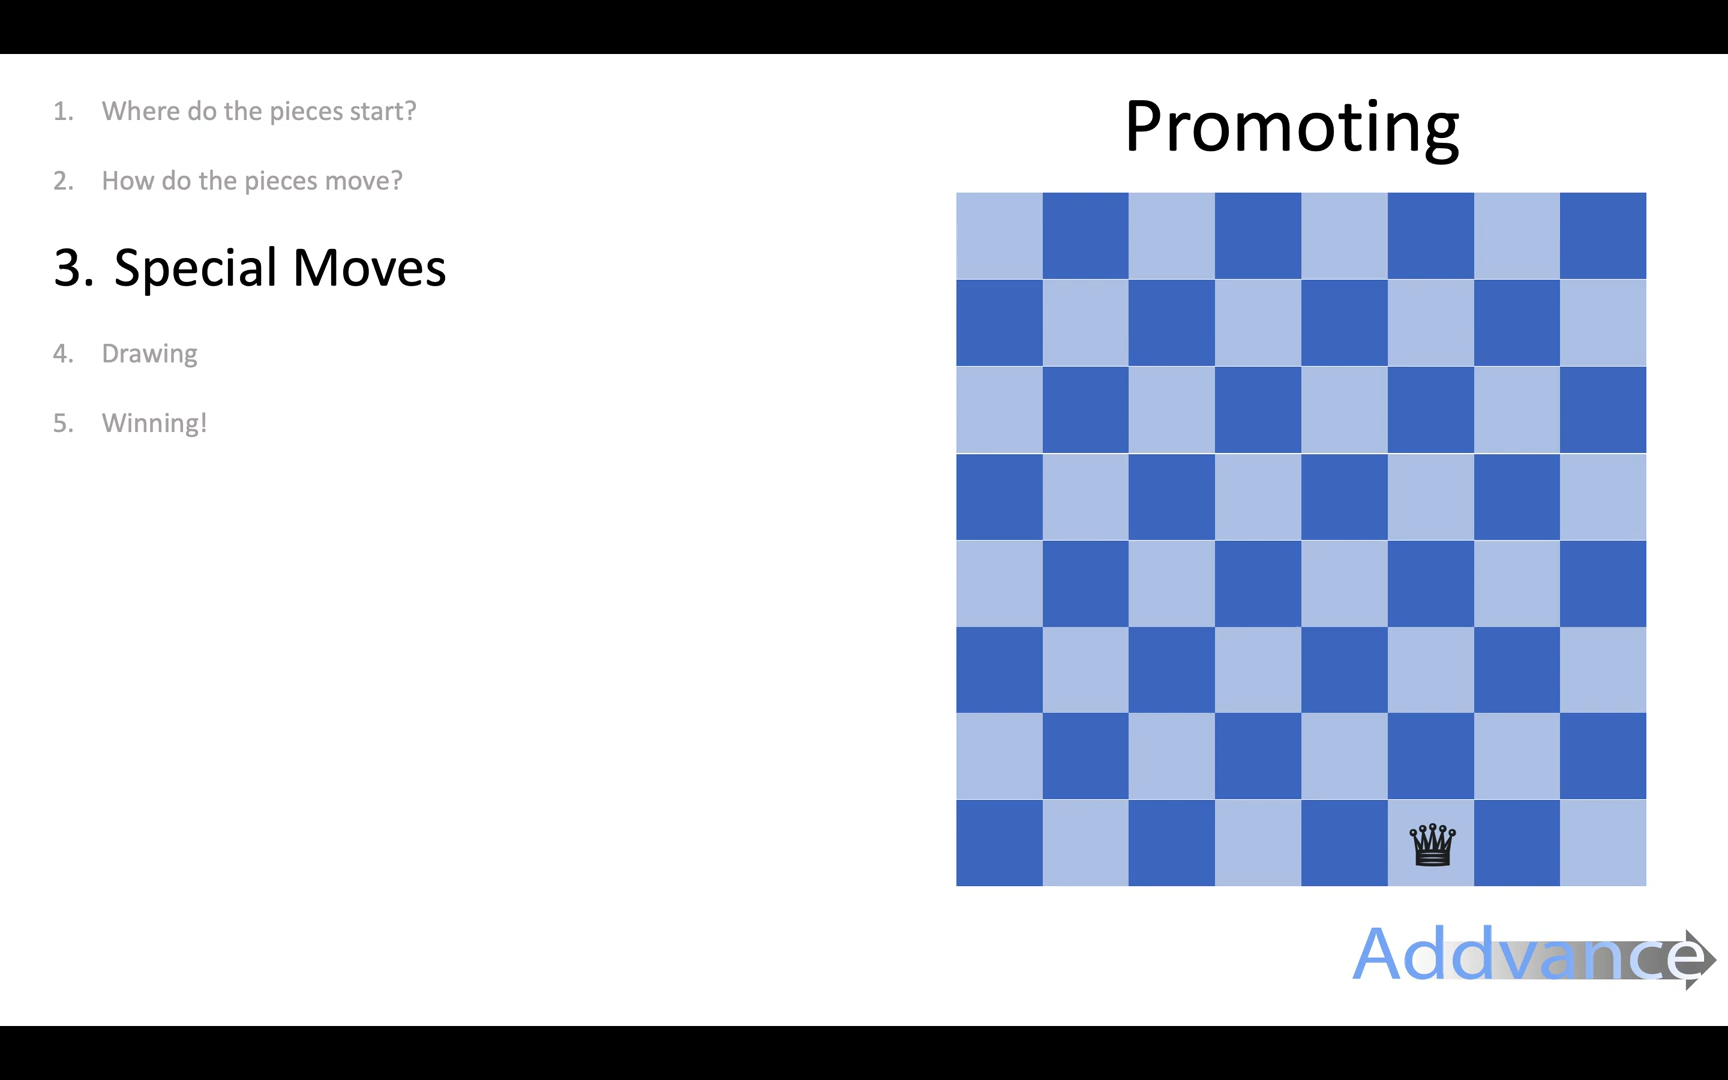 1. Where do the pieces start?
2. How do the pieces move?
3. Special Moves
4. Drawing
5. Winning!
Promoting
Addvance